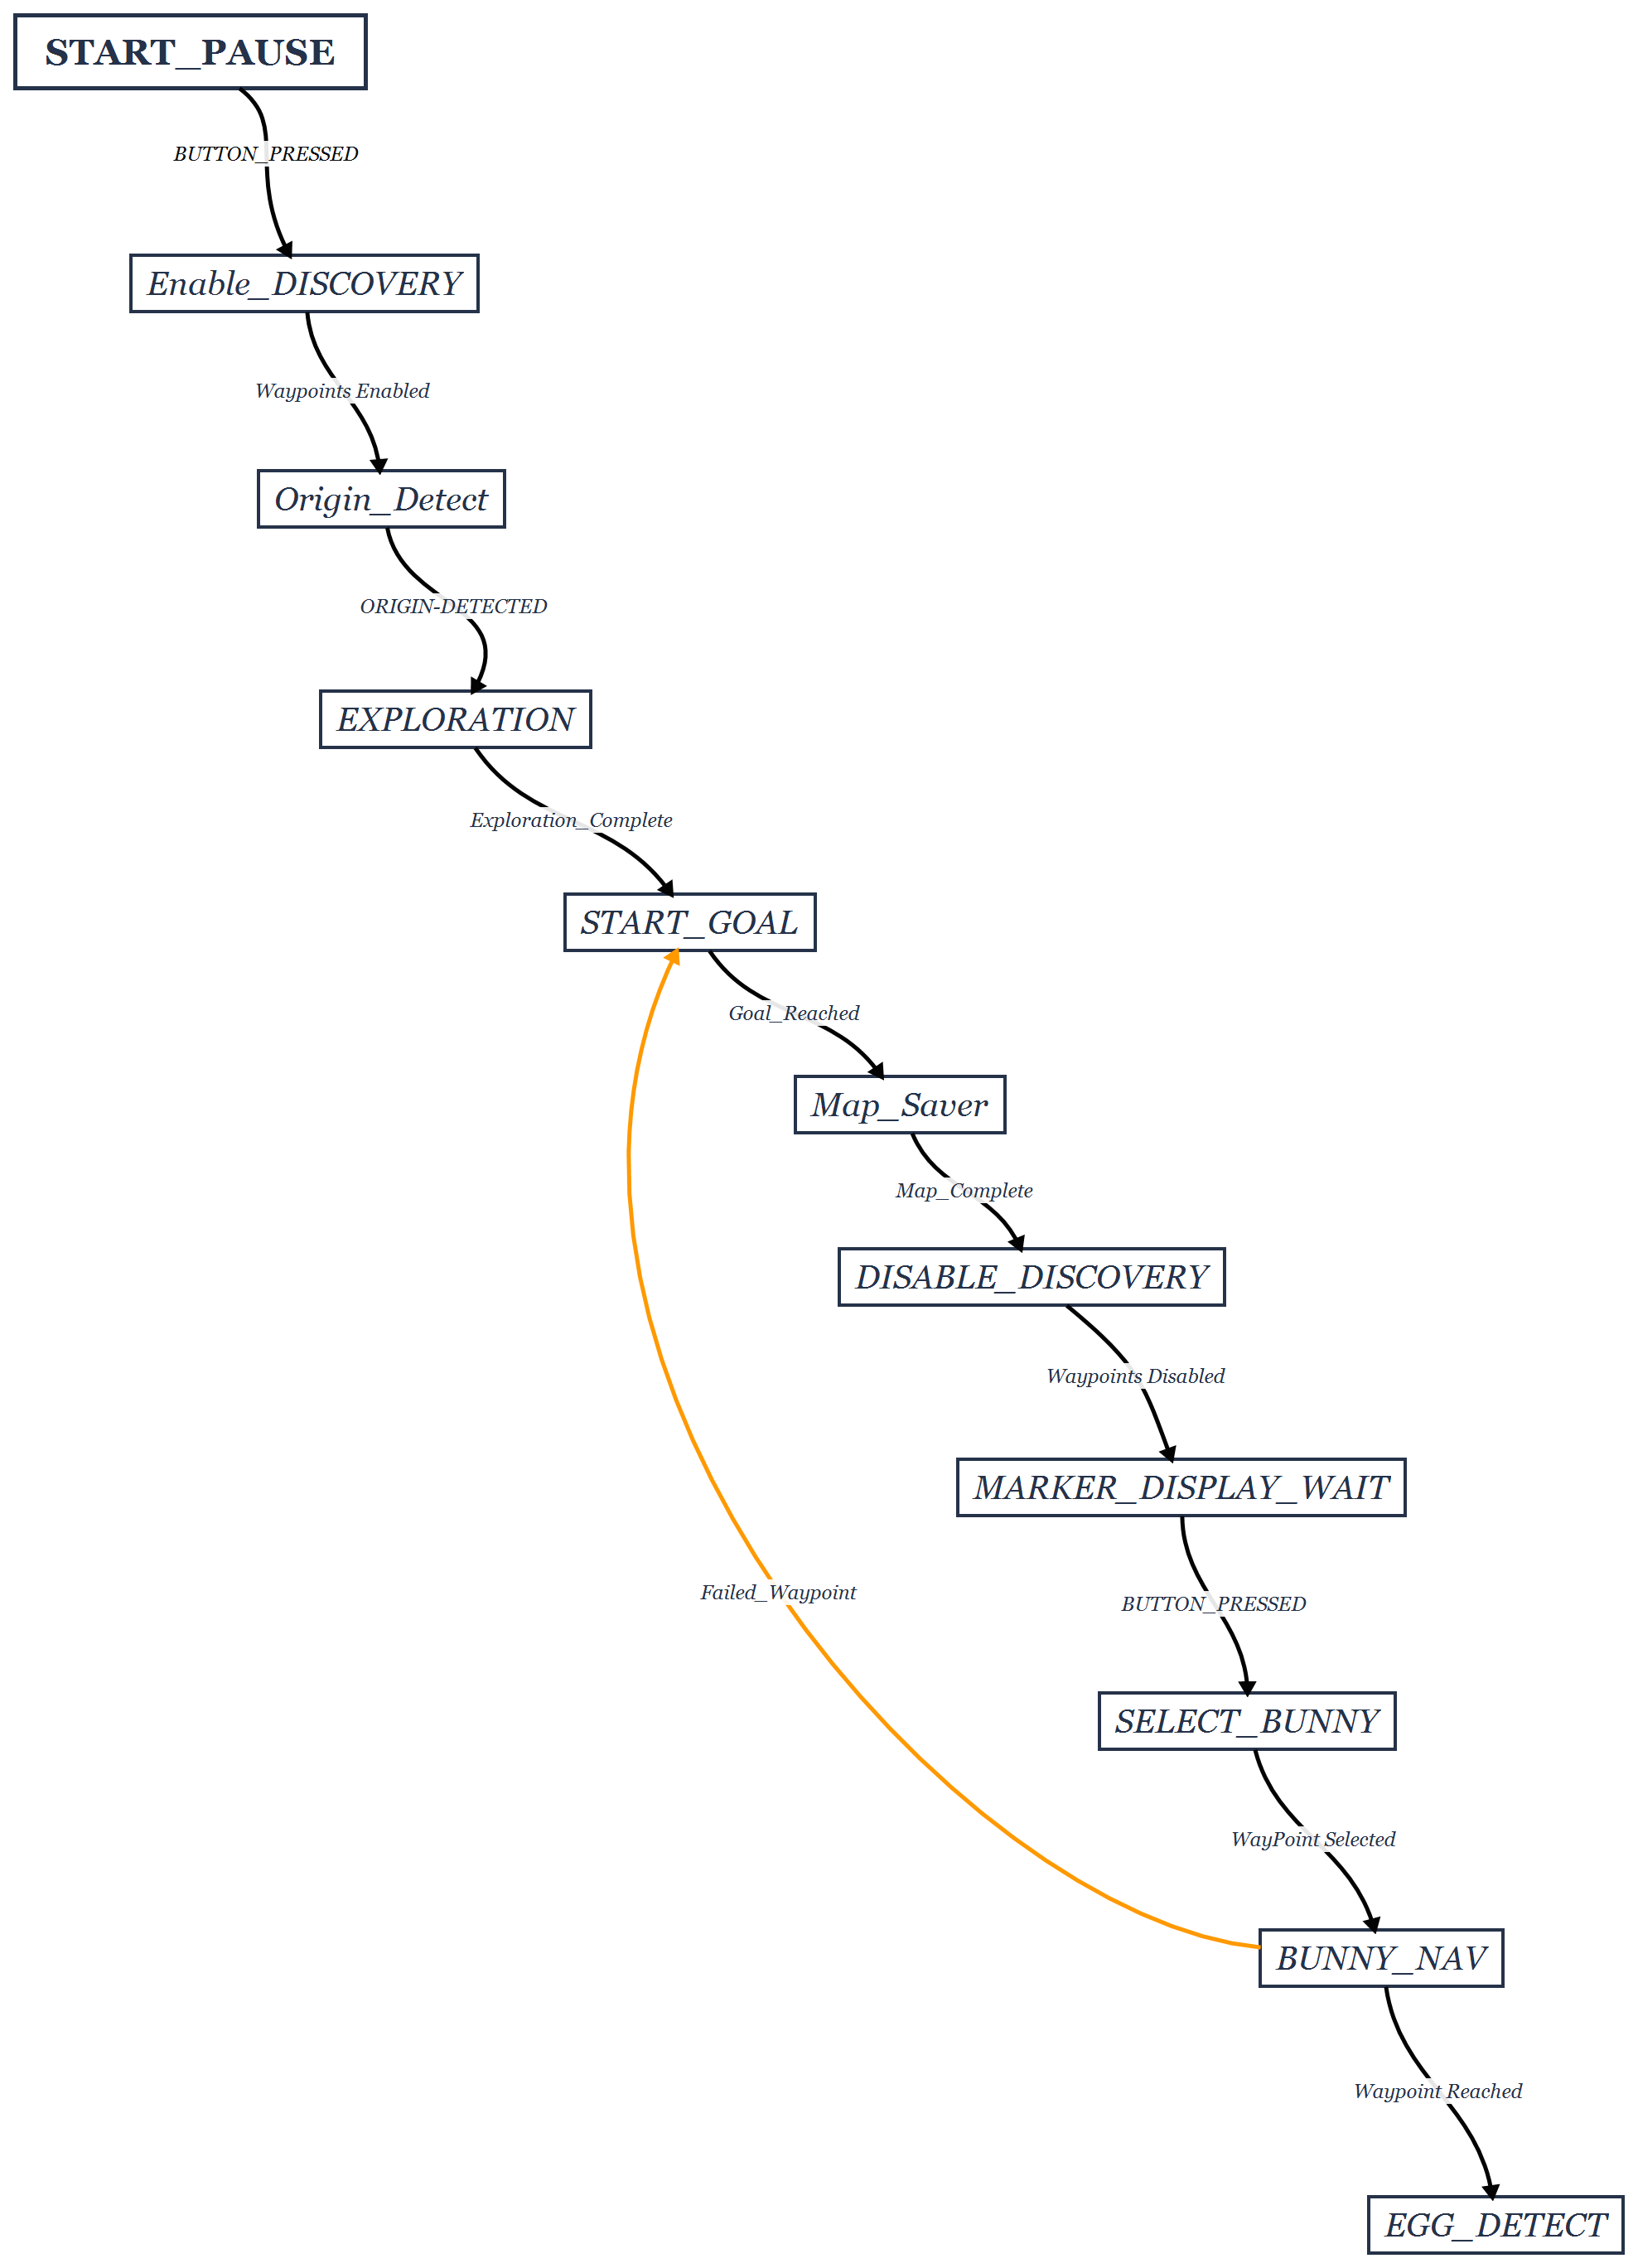 START_PAUSE
BUTTON_PRESSED
Enable_DISCOVERY
Waypoints Enabled
Origin_Detect
ORIGIN-DETECTED
EXPLORATION
Exploration_Complete
START_GOAL
Goal_Reached
Map_Saver
Map_Complete
DISABLE_DISCOVERY
Waypoints Disabled
MARKER_DISPLAY_WAIT
Failed_Waypoint
BUTTON_PRESSED
SELECT_BUNNY
WayPoint Selected
BUNNY_NAV
Waypoint Reached
EGG_DETECT